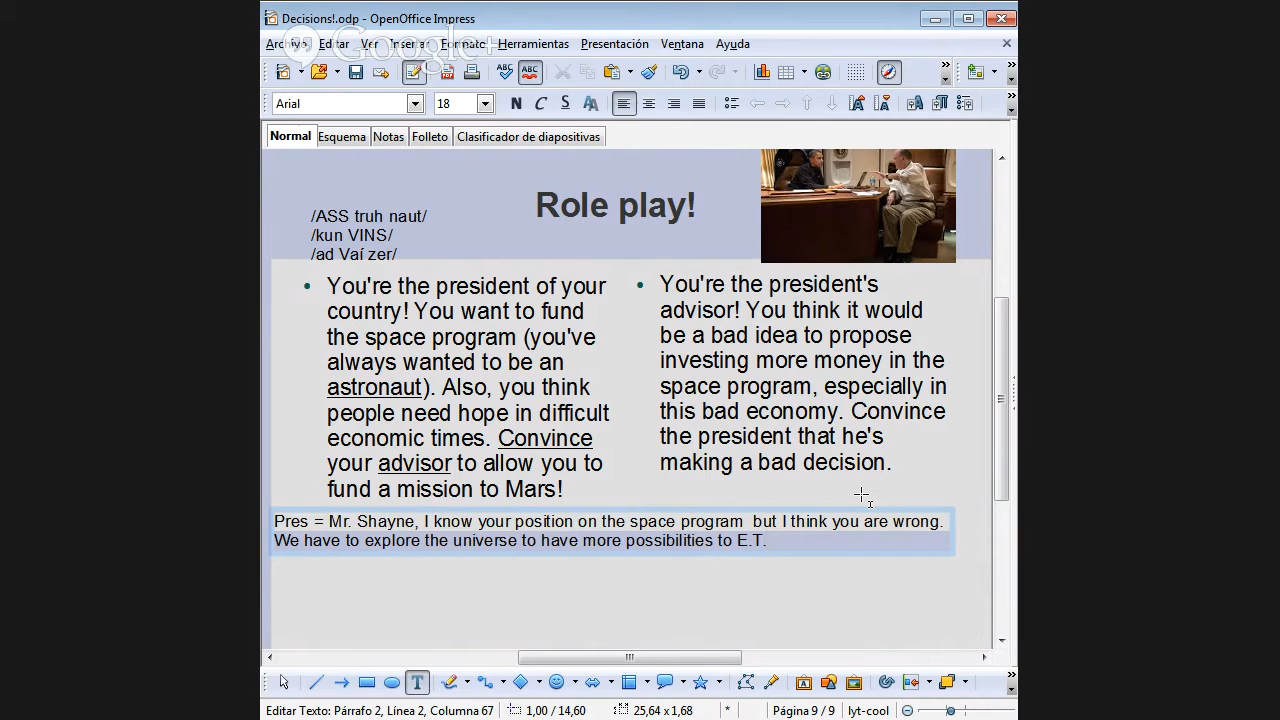 Decisions!.odp - OpenOffice Impress
Archivo Editar Ver Insertar Formato Herramientas Presentación Ventana Ayuda
Google+
Arial 18
Normal Esquema Notas Folleto Clasificador de diapositivas
Role play!
/ASS truh naut/
/kun VINS/
/ad Vaí zer/
• You're the president of your
country! You want to fund
the space program (you've
always wanted to be an
astronaut). Also, you think
people need hope in difficult
economic times. Convince
your advisor to allow you to
fund a mission to Mars!
• You're the president's
advisor! You think it would
be a bad idea to propose
investing more money in the
space program, especially in
this bad economy. Convince
the president that he's
making a bad decision.
Pres = Mr. Shayne, I know your position on the space program  but I think you are wrong.
We have to explore the universe to have more possibilities to E.T.
Editar Texto: Párrafo 2, Línea 2, Columna 67 1,00 / 14,60 25,64 x 1,68 * Página 9 / 9 lyt-cool